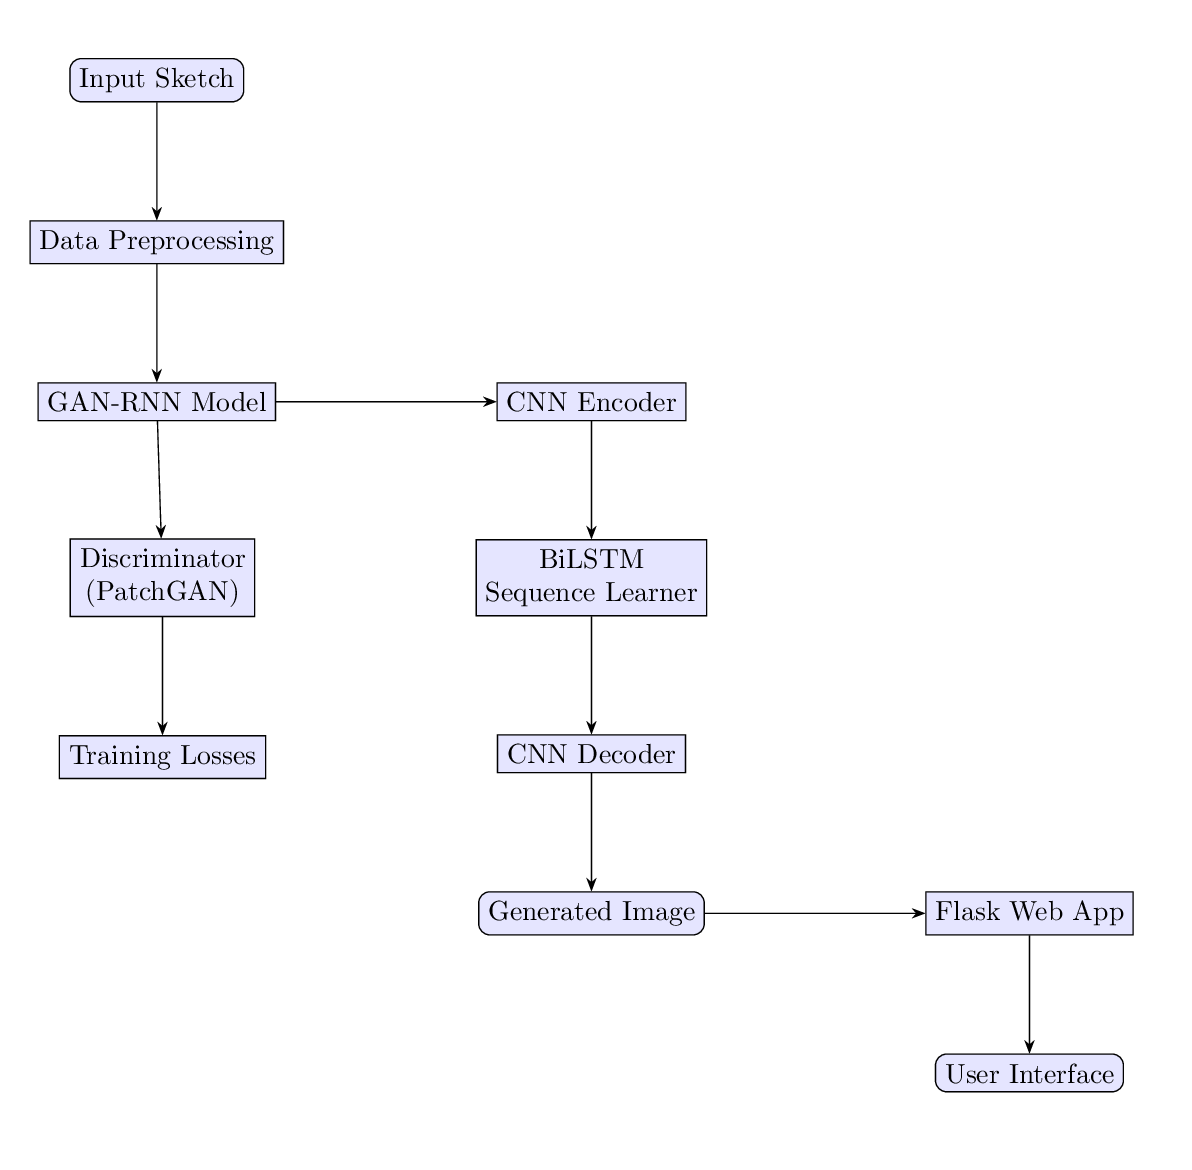 Input Sketch
Data Preprocessing
GAN-RNN Model
CNN Encoder
Discriminator
(PatchGAN)
BiLSTM
Sequence Learner
Training Losses
CNN Decoder
Generated Image
Flask Web App
User Interface